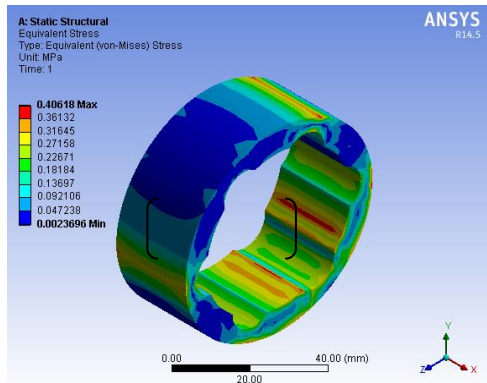 A: Static Structural
Equivalent Stress
Type: Equivalent (von-Mises) Stress
Unit: MPa
Time: 1
ANSYS
R14.5
0.40618 Max
0.36132
0.31645
0.27158
0.22671
0.18184
0.13697
0.092106
0.047238
0.0023696 Min
0.00 40.00 (mm)
20.00
Y
Z X